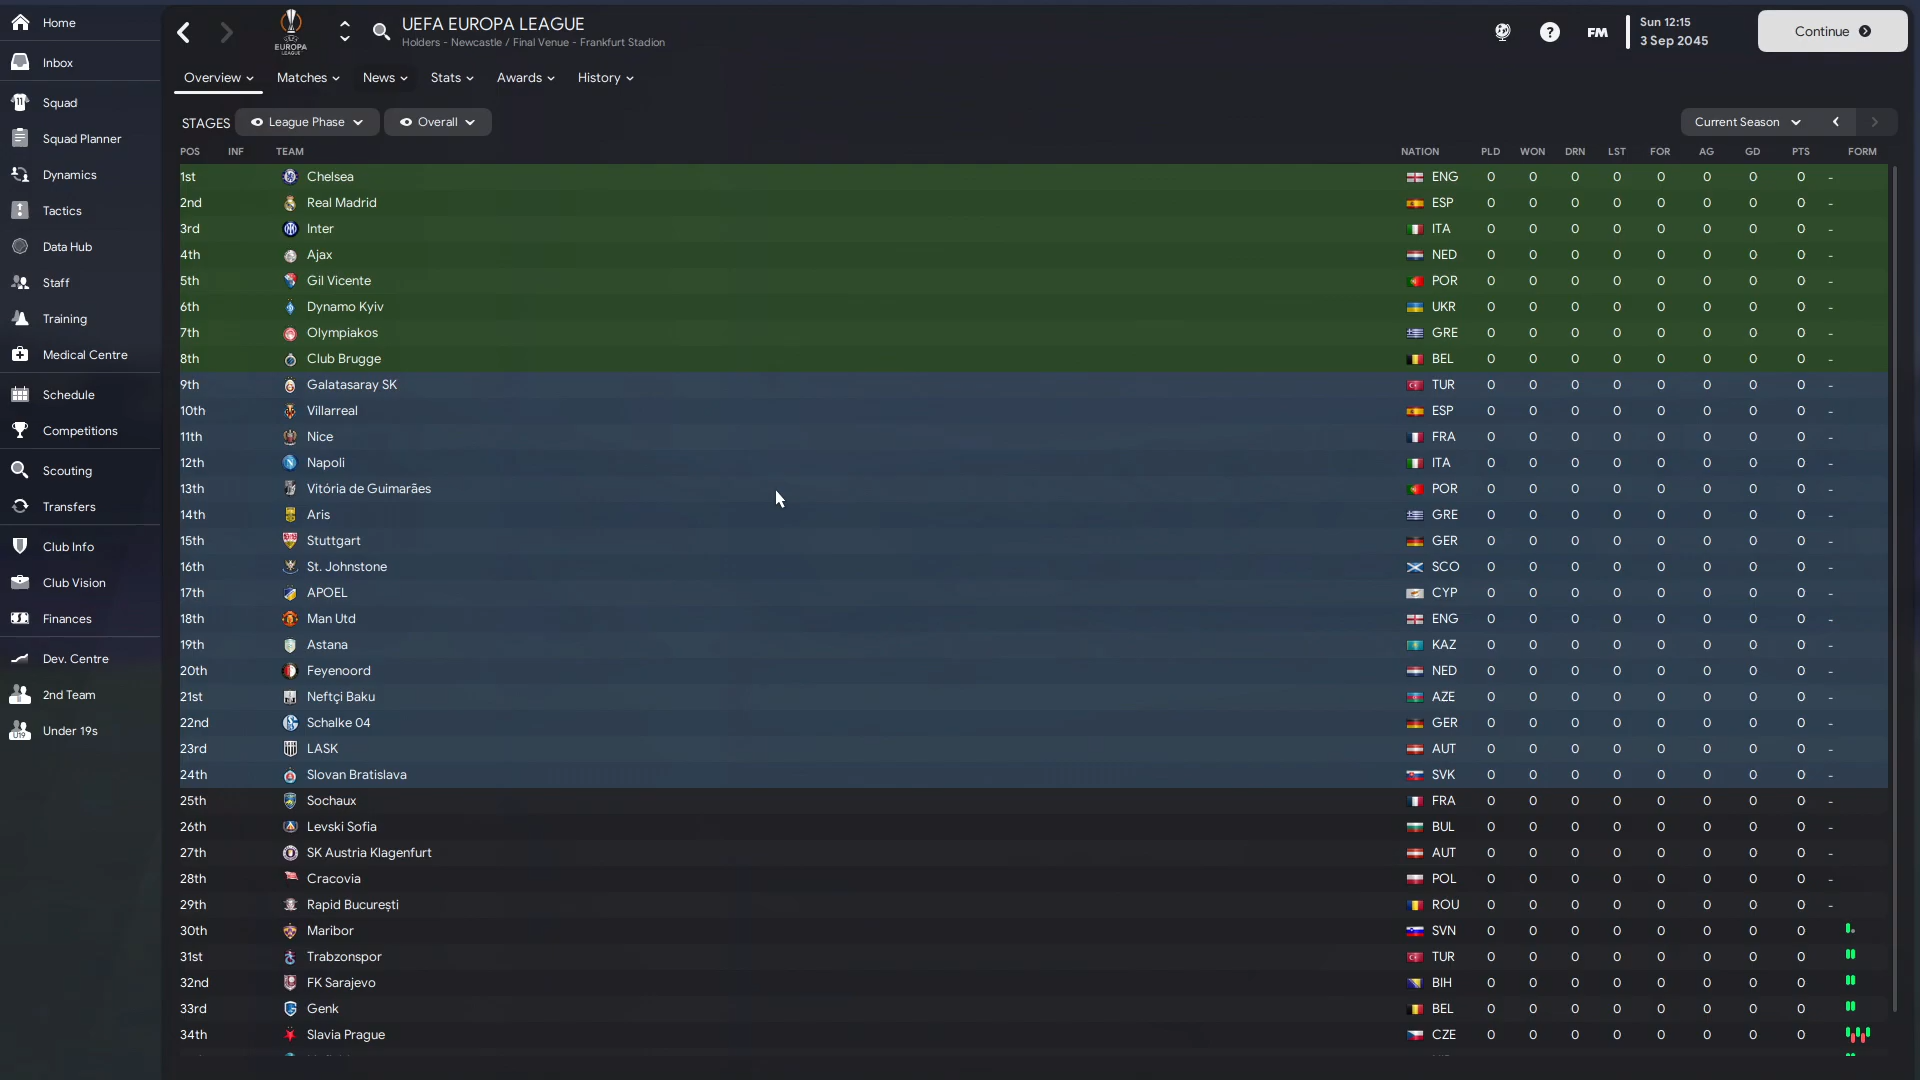 Home
Inbox
Squad
Squad Planner
Dynamics
Tactics
Data Hub
Staff
Training
Medical Centre
Schedule
Competitions
Scouting
Transfers
Club Info
Club Vision
Finances
Dev. Centre
2nd Team
Under 19s
EUROPA
LEAGUE
UEFA EUROPA LEAGUE
Holders - Newcastle / Final Venue - Frankfurt Stadion
FM
Sun 12:15
3 Sep 2045
Continue
Overview Matches News Stats Awards History
STAGES League Phase Overall Current Season
POS INF TEAM NATION PLD WON DRN LST FOR AG GD PTS FORM
1st Chelsea ENG 0 0 0 0 0 0 0 0 -
2nd Real Madrid ESP 0 0 0 0 0 0 0 0 -
3rd Inter ITA 0 0 0 0 0 0 0 0 -
4th Ajax NED 0 0 0 0 0 0 0 0 -
5th Gil Vicente POR 0 0 0 0 0 0 0 0 -
6th Dynamo Kyiv UKR 0 0 0 0 0 0 0 0 -
7th Olympiakos GRE 0 0 0 0 0 0 0 0 -
8th Club Brugge BEL 0 0 0 0 0 0 0 0 -
9th Galatasaray SK TUR 0 0 0 0 0 0 0 0 -
10th Villarreal ESP 0 0 0 0 0 0 0 0 -
11th Nice FRA 0 0 0 0 0 0 0 0 -
12th Napoli ITA 0 0 0 0 0 0 0 0 -
13th Vitória de Guimarães POR 0 0 0 0 0 0 0 0 -
14th Aris GRE 0 0 0 0 0 0 0 0 -
15th Stuttgart GER 0 0 0 0 0 0 0 0 -
16th St. Johnstone SCO 0 0 0 0 0 0 0 0 -
17th APOEL CYP 0 0 0 0 0 0 0 0 -
18th Man Utd ENG 0 0 0 0 0 0 0 0 -
19th Astana KAZ 0 0 0 0 0 0 0 0 -
20th Feyenoord NED 0 0 0 0 0 0 0 0 -
21st Neftçi Baku AZE 0 0 0 0 0 0 0 0 -
22nd Schalke 04 GER 0 0 0 0 0 0 0 0 -
23rd LASK AUT 0 0 0 0 0 0 0 0 -
24th Slovan Bratislava SVK 0 0 0 0 0 0 0 0 -
25th Sochaux FRA 0 0 0 0 0 0 0 0 -
26th Levski Sofia BUL 0 0 0 0 0 0 0 0 -
27th SK Austria Klagenfurt AUT 0 0 0 0 0 0 0 0 -
28th Cracovia POL 0 0 0 0 0 0 0 0 -
29th Rapid București ROU 0 0 0 0 0 0 0 0 -
30th Maribor SVN 0 0 0 0 0 0 0 0
31st Trabzonspor TUR 0 0 0 0 0 0 0 0
32nd FK Sarajevo BIH 0 0 0 0 0 0 0 0
33rd Genk BEL 0 0 0 0 0 0 0 0
34th Slavia Prague CZE 0 0 0 0 0 0 0 0